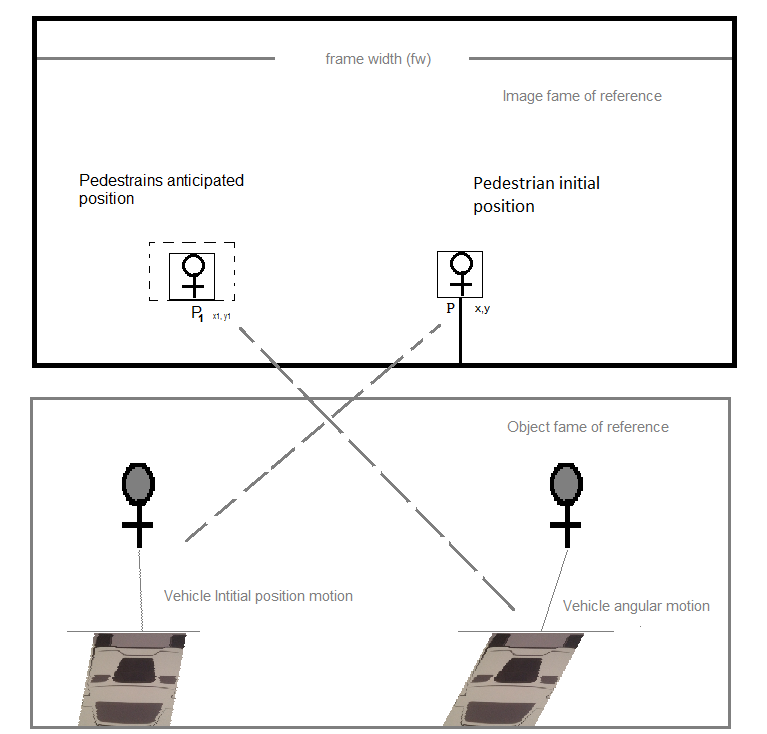 frame width (fw)
Image fame of reference
Pedestrains anticipated
position
Pedestrian initial
position
P1 x1, y1
P x,y
Object fame of reference
Vehicle Intitial position motion
Vehicle angular motion